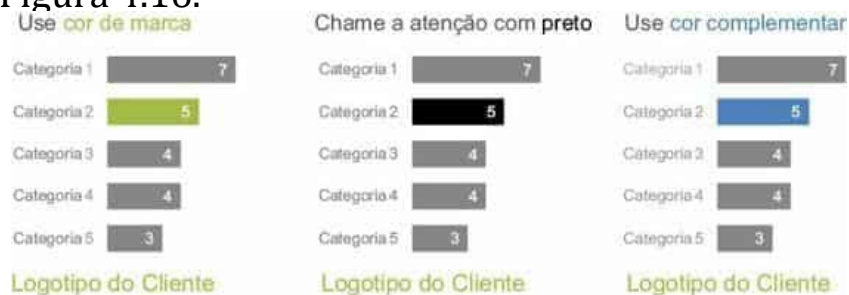 Figura 4.16.
Use cor de marca
Categoria 1 7
Categoria 2 5
Categoria 3 4
Categoria 4 4
Categoria 5 3
Logotipo do Cliente
Chame a atenção com preto
Categoria 1 7
Categoria 2 5
Categoria 3 4
Categoria 4 4
Categoria 5 3
Logotipo do Cliente
Use cor complementar
Categoria 1 7
Categoria 2 5
Categoria 3 4
Categoria 4 4
Categoria 5 3
Logotipo do Cliente